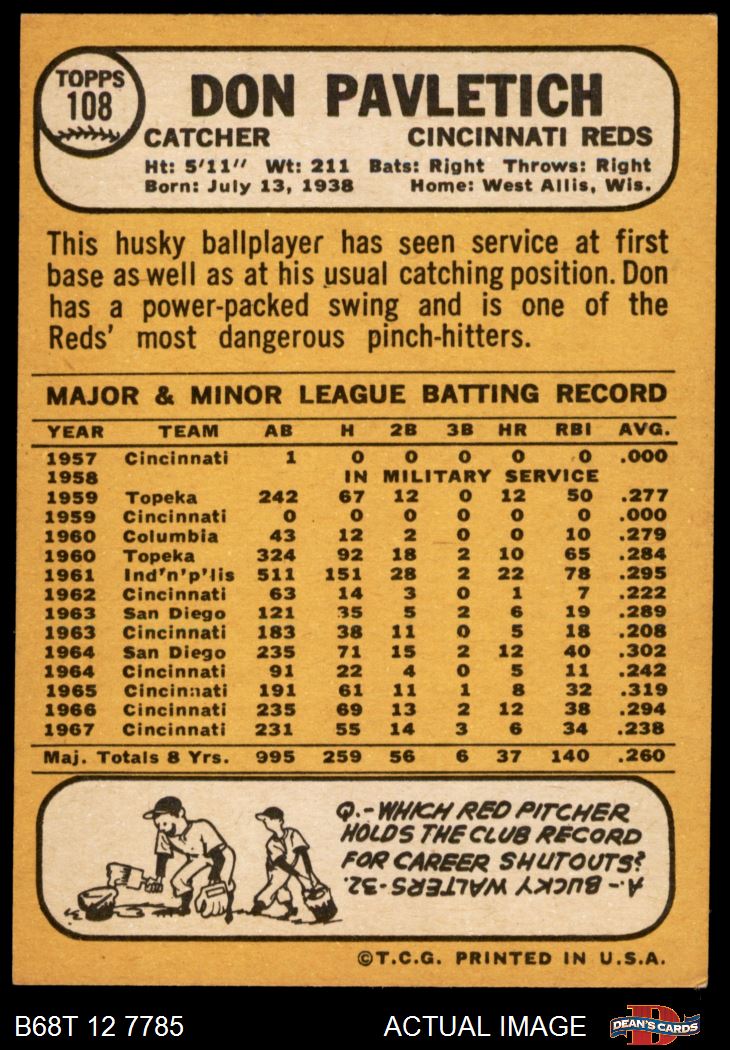 TOPPS
108
DON PAVLETICH
CATCHER CINCINNATI REDS
Ht: 5'11" Wt: 211 Bats: Right Throws: Right
Born: July 13, 1938 Home: West Allis, Wis.
This husky ballplayer has seen service at first
base as well as at his usual catching position. Don
has a power-packed swing and is one of the
Reds' most dangerous pinch-hitters.
MAJOR & MINOR LEAGUE BATTING RECORD
YEAR TEAM AB H 2B 3B HR RBI AVG.
1957 Cincinnati 1 0 0 0 0 0 .000
1958 IN MILITARY SERVICE
1959 Topeka 242 67 12 0 12 50 .277
1959 Cincinnati 0 0 0 0 0 0 .000
1960 Columbia 43 12 2 0 0 10 .279
1960 Topeka 324 92 18 2 10 65 .284
1961 Ind'n'p'lis 511 151 28 2 22 78 .295
1962 Cincinnati 63 14 3 0 1 7 .222
1963 San Diego 121 35 5 2 6 19 .289
1963 Cincinnati 183 38 11 0 5 18 .208
1964 San Diego 235 71 15 2 12 40 .302
1964 Cincinnati 91 22 4 0 5 11 .242
1965 Cincinnati 191 61 11 1 8 32 .319
1966 Cincinnati 235 69 13 2 12 38 .294
1967 Cincinnati 231 55 14 3 6 34 .238
Maj. Totals 8 Yrs. 995 259 56 6 37 140 .260
Q.-WHICH RED PITCHER
HOLDS THE CLUB RECORD
FOR CAREER SHUTOUTS?
A.-BUCKY WALTERS-32.
©T.C.G. PRINTED IN U.S.A.
B68T 12 7785 ACTUAL IMAGE
D
DEAN'S CARDS